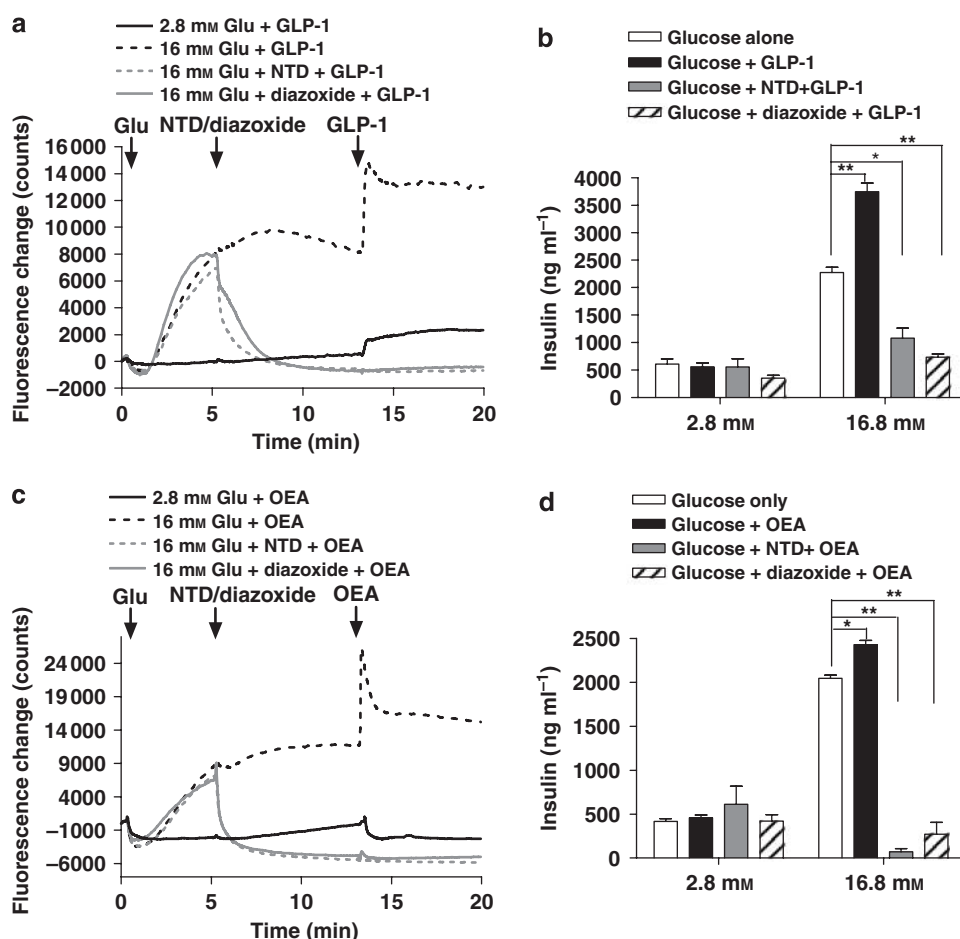 a
2.8 mM Glu + GLP-1
16 mM Glu + GLP-1
16 mM Glu + NTD + GLP-1
16 mM Glu + diazoxide + GLP-1
Glu NTD/diazoxide GLP-1
Fluorescence change (counts)
16 000
14 000
12 000
10 000
8000
6000
4000
2000
0
−2000
0 5 10 15 20
Time (min)
b
Glucose alone
Glucose + GLP-1
Glucose + NTD+GLP-1
Glucose + diazoxide + GLP-1
**
*
**
Insulin (ng ml−1)
4000
3500
3000
2500
2000
1500
1000
500
0
2.8 mM 16.8 mM
c
2.8 mM Glu + OEA
16 mM Glu + OEA
16 mM Glu + NTD + OEA
16 mM Glu + diazoxide + OEA
Glu NTD/diazoxide OEA
Fluorescence change (counts)
24 000
19 000
14 000
9000
4000
−1000
−6000
0 5 10 15 20
Time (min)
d
Glucose only
Glucose + OEA
Glucose + NTD+ OEA
Glucose + diazoxide + OEA
**
**
*
Insulin (ng ml−1)
2500
2000
1500
1000
500
0
2.8 mM 16.8 mM